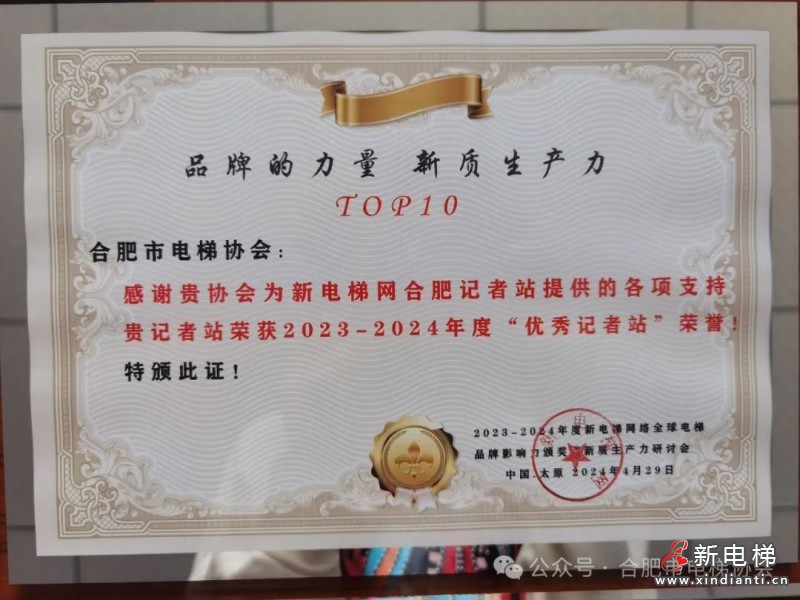 品牌的力量 新质生产力
TOP10
合肥市电梯协会：
感谢贵协会为新电梯网合肥记者站提供的各项支持
贵记者站荣获2023-2024年度“优秀记者站”荣誉！
特颁此证！
2023-2024年度新电梯网络全球电梯
品牌影响力颁奖 新质生产力研讨会
中国.太原 2024年4月29日
公众号·合肥市电梯协会
新电梯
www.xindianti.com